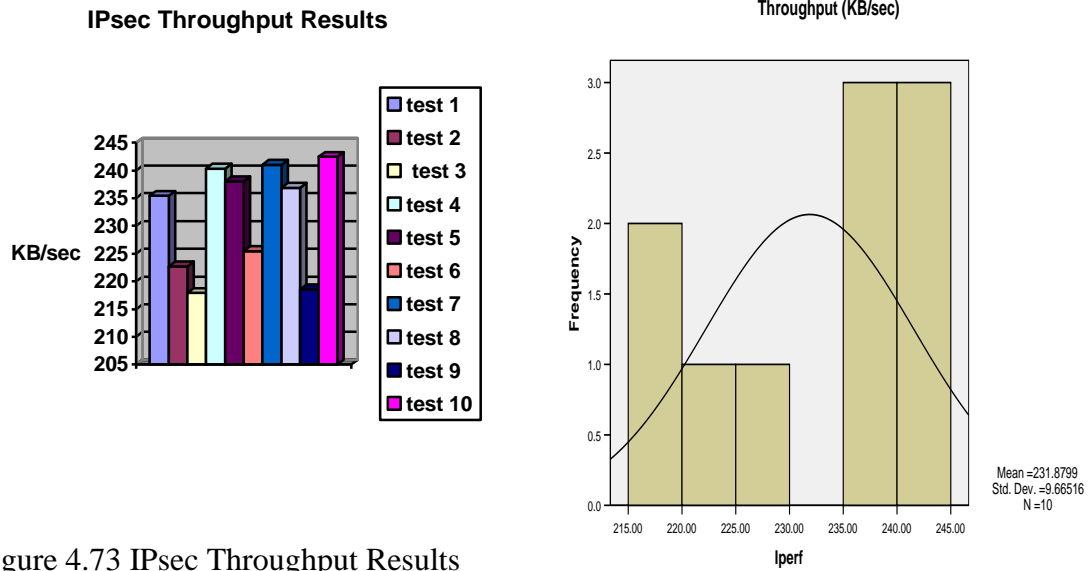 IPsec Throughput Results
KB/sec
245
240
235
230
225
220
215
210
205
test 1
test 2
test 3
test 4
test 5
test 6
test 7
test 8
test 9
test 10
Throughput (KB/sec)
Frequency
3.0
2.5
2.0
1.5
1.0
0.5
0.0
215.00 220.00 225.00 230.00 235.00 240.00 245.00
Iperf
Mean =231.8799
Std. Dev. =9.66516
N =10
gure 4.73 IPsec Throughput Results